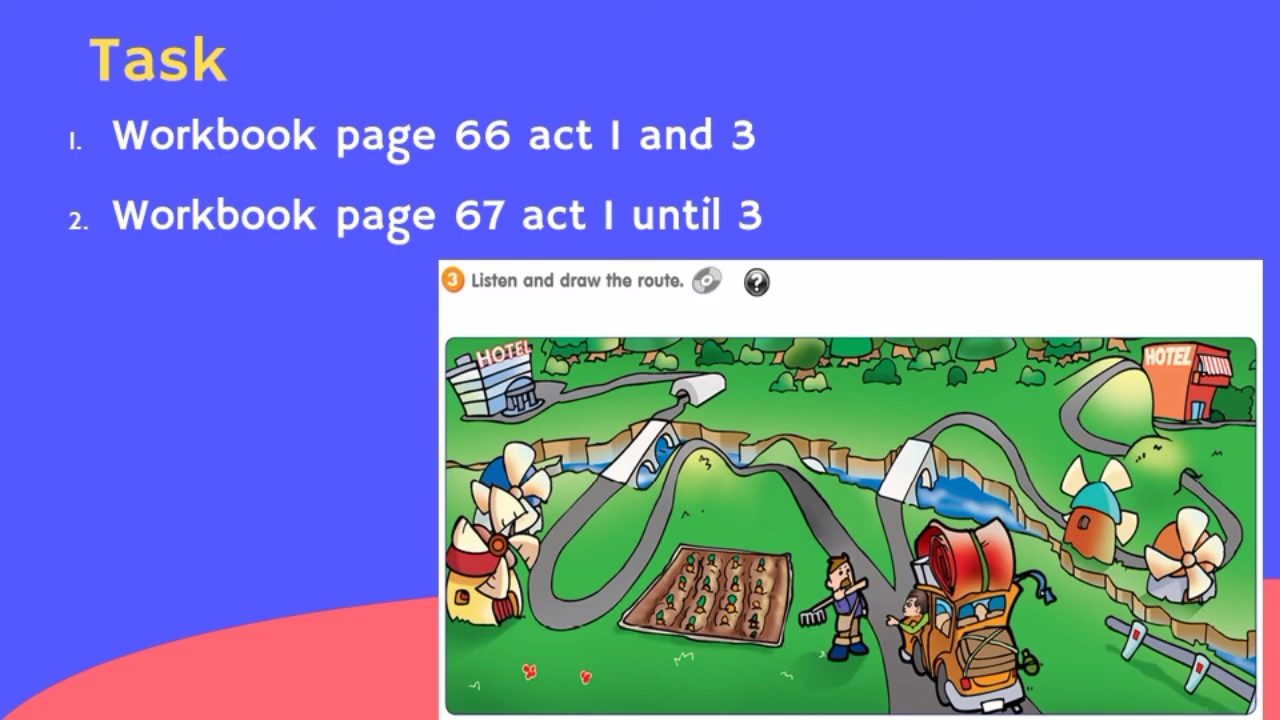 Task
1. Workbook page 66 act 1 and 3
2. Workbook page 67 act 1 until 3
3 Listen and draw the route. ?
HOTEL
HOTEL